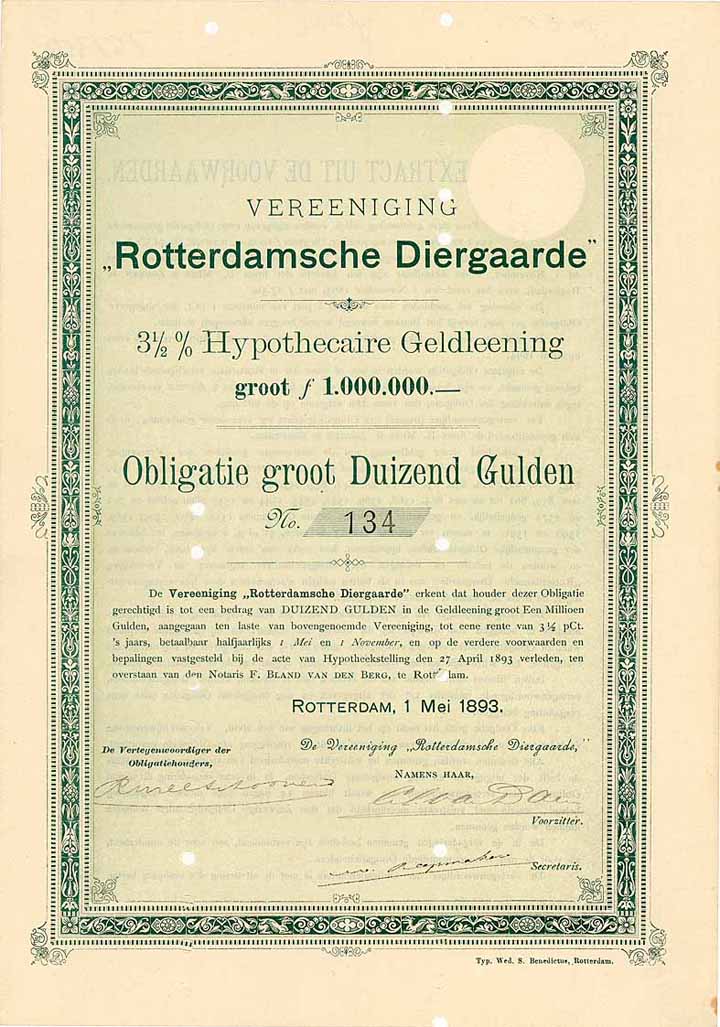 VEREENIGING
„Rotterdamsche Diergaarde”
3½ % Hypothecaire Geldleening
groot ƒ 1.000.000.—
Obligatie groot Duizend Gulden
No. 134
De Vereeniging „Rotterdamsche Diergaarde” erkent dat houder dezer Obligatie
gerechtigd is tot een bedrag van DUIZEND GULDEN in de Geldleening groot Een Millioen
Gulden, aangegaan ten laste van bovengenoemde Vereeniging, tot eene rente van 3½ pCt.
's jaars, betaalbaar halfjaarlijks 1 Mei en 1 November, en op de verdere voorwaarden en
bepalingen vastgesteld bij de acte van Hypotheekstelling den 27 April 1893 verleden, ten
overstaan van den Notaris F. BLAND VAN DEN BERG, te Rott lam.
ROTTERDAM, 1 Mei 1893.
De Vertegenwoordiger der
Obligatiehouders,
De Vereeniging „Rotterdamsche Diergaarde,”
NAMENS HAAR,
Voorzitter.
Secretaris.
Typ. Wed. S. Benedictus, Rotterdam.